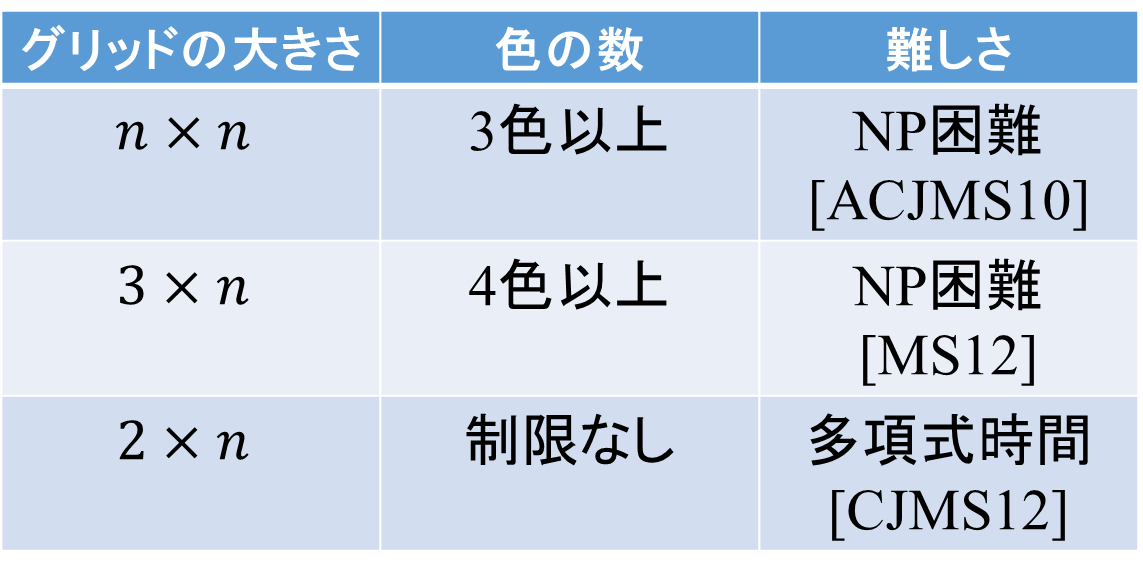 グリッドの大きさ 色の数 難しさ
n × n 3色以上 NP困難
[ACJMS10]
3 × n 4色以上 NP困難
[MS12]
2 × n 制限なし 多項式時間
[CJMS12]